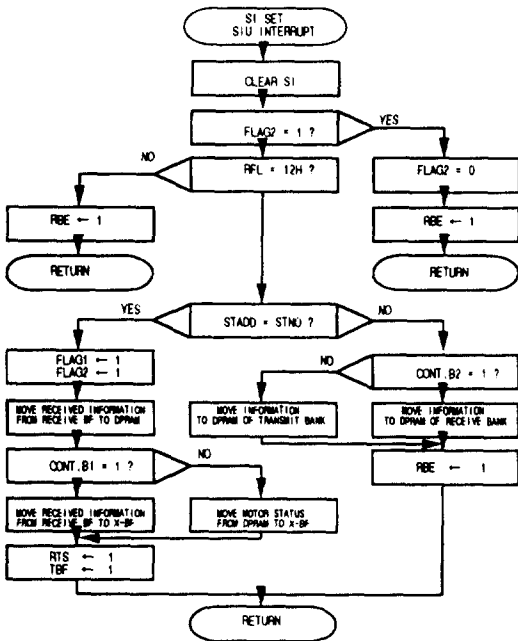 SI SET
SIU INTERRUPT
CLEAR SI
FLAG2 = 1 ?
YES
NO
RFL = 12H ?
FLAG2 = 0
RBE ← 1
RBE ← 1
RETURN
RETURN
YES
STADD = STNO ?
NO
FLAG1 ← 1
FLAG2 ← 1
NO
CONT.B2 = 1 ?
MOVE RECEIVED INFORMATION
FROM RECEIVE BF TO DPRAM
MOVE INFORMATION
TO DPRAM OF TRANSMIT BANK
MOVE INFORMATION
TO DPRAM OF RECEIVE BANK
CONT.B1 = 1 ?
NO
RBE ← 1
MOVE RECEIVED INFORMATION
FROM RECEIVE BF TO X-BF
MOVE MOTOR STATUS
FROM DPRAM TO X-BF
RTS ← 1
TBF ← 1
RETURN